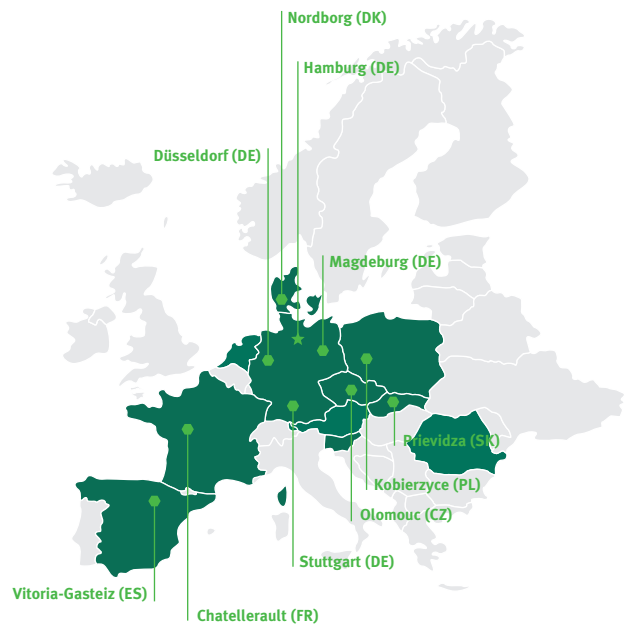 Nordborg (DK)
Hamburg (DE)
Düsseldorf (DE)
Magdeburg (DE)
Prievidza (SK)
Kobierzyce (PL)
Olomouc (CZ)
Stuttgart (DE)
Vitoria-Gasteiz (ES)
Chatellerault (FR)